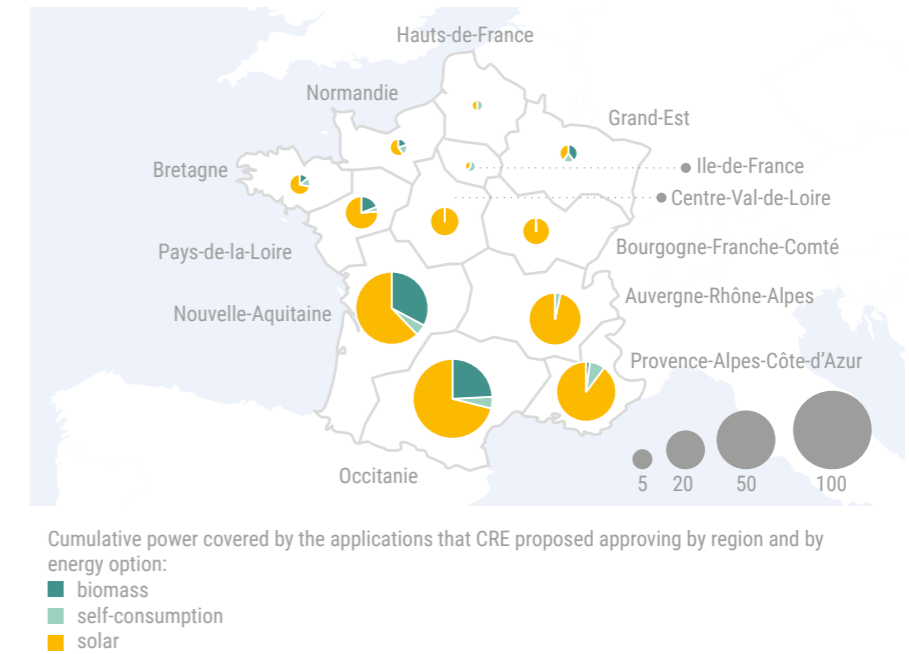 Hauts-de-France
Normandie
Grand-Est
Bretagne
Ile-de-France
Centre-Val-de-Loire
Pays-de-la-Loire
Bourgogne-Franche-Comté
Nouvelle-Aquitaine
Auvergne-Rhône-Alpes
Provence-Alpes-Côte-d’Azur
Occitanie
5 20 50 100
Cumulative power covered by the applications that CRE proposed approving by region and by
energy option:
biomass
self-consumption
solar